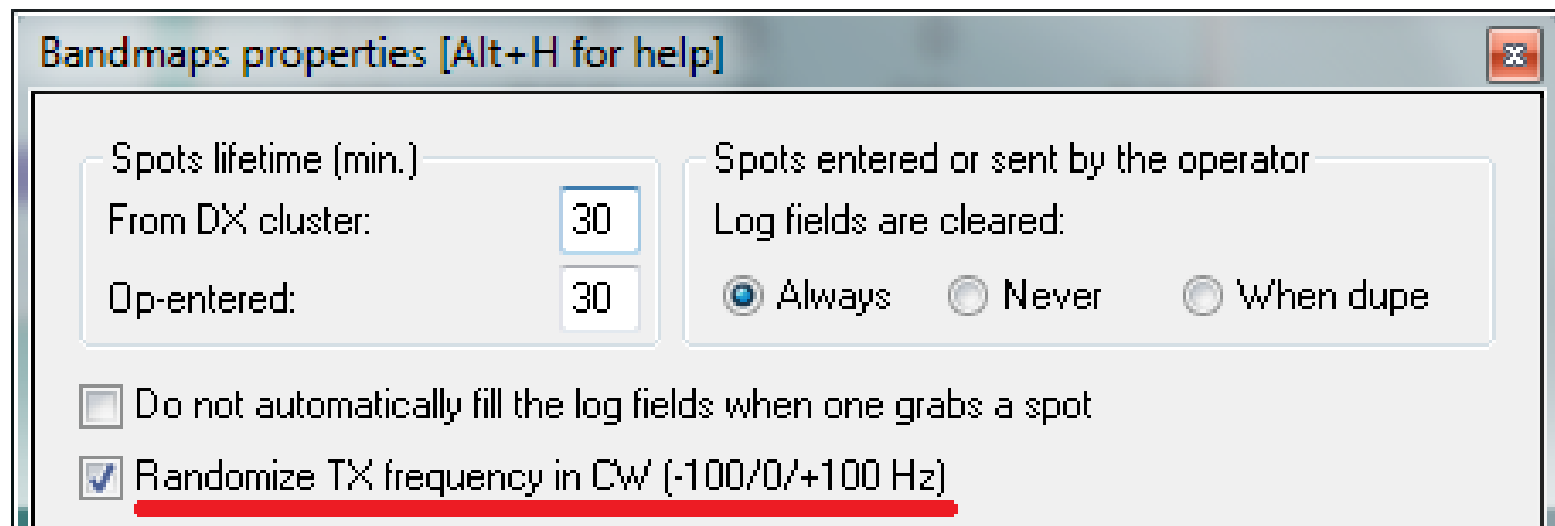 Bandmaps properties [Alt+H for help]
Spots lifetime (min.)
From DX cluster: 30
Op-entered: 30
Spots entered or sent by the operator
Log fields are cleared:
Always Never When dupe
Do not automatically fill the log fields when one grabs a spot
Randomize TX frequency in CW (-100/0/+100 Hz)